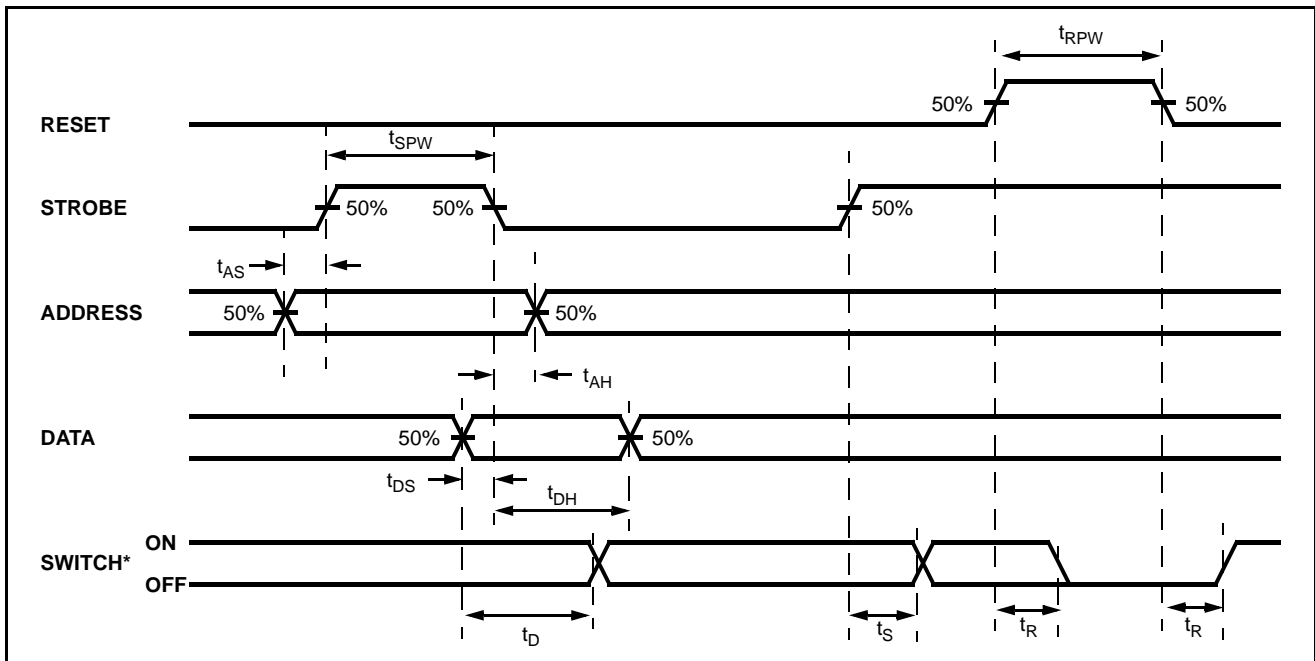 t_RPW
50% 50%
RESET
t_SPW
STROBE 50% 50% 50%
t_AS
ADDRESS 50% 50%
t_AH
DATA 50% 50%
t_DS t_DH
ON
SWITCH*
OFF
t_D t_S t_R t_R